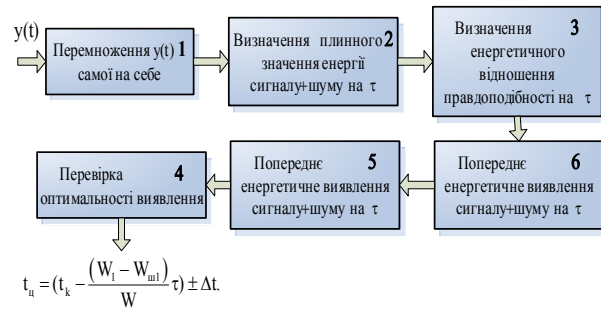 y(t)
Перемноження y(t) 1
самої на себе
Визначення плинного 2
значення енергії
сигналу+шуму на τ
3
Визначення
енергетичного
відношення
правдоподібності на τ
4
Перевірка
оптимальності виявлення
Попереднє 5
енергетичне виявлення
сигналу+шуму на τ
Попереднє 6
енергетичне виявлення
сигналу+шуму на τ
t_ц = (t_k − (W_1 − W_ш1)/W τ) ± Δt.